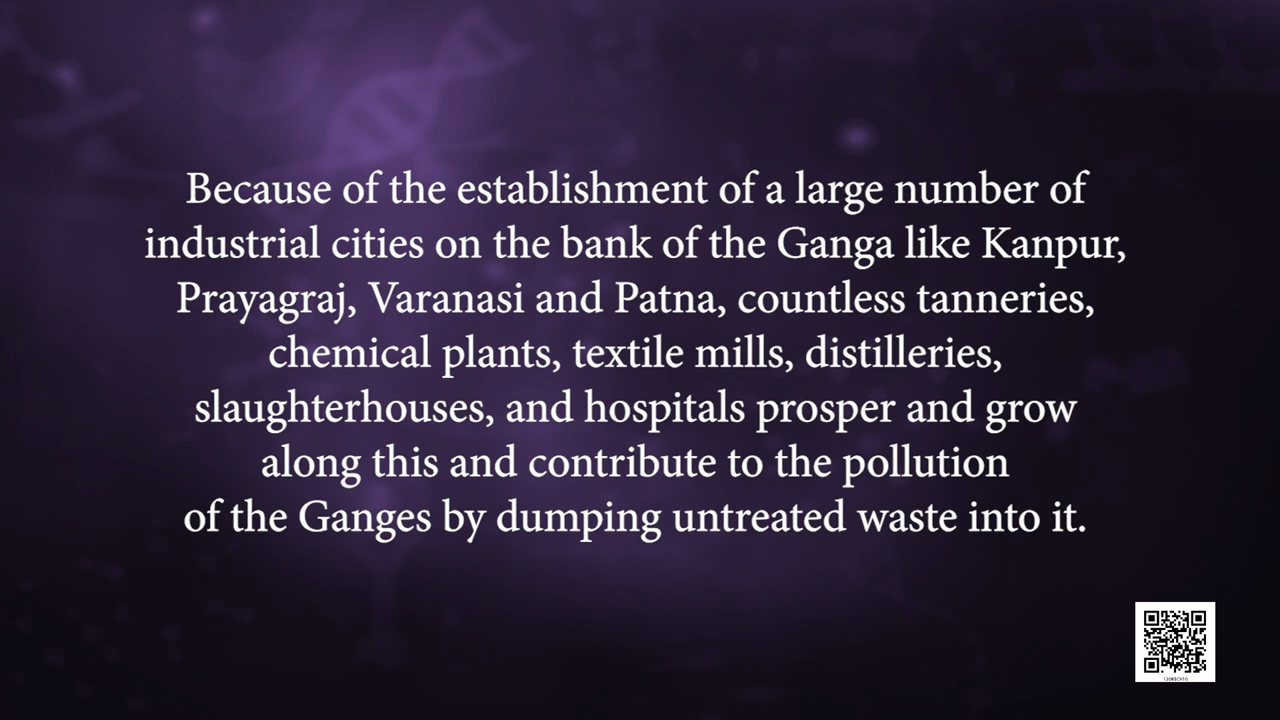 Because of the establishment of a large number of
industrial cities on the bank of the Ganga like Kanpur,
Prayagraj, Varanasi and Patna, countless tanneries,
chemical plants, textile mills, distilleries,
slaughterhouses, and hospitals prosper and grow
along this and contribute to the pollution
of the Ganges by dumping untreated waste into it.